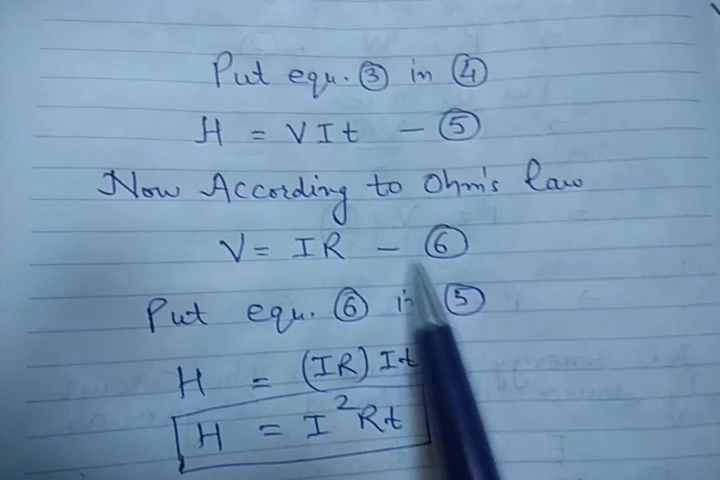 Put equ. ③ in ④
H = VIt - ⑤
Now According to Ohm's law
V = IR - ⑥
Put equ. ⑥ in ⑤
H = (IR) It
H = I²Rt